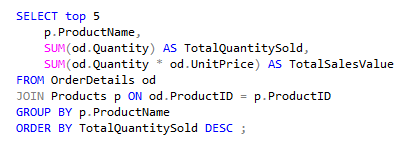 SELECT top 5
p.ProductName,
SUM(od.Quantity) AS TotalQuantitySold,
SUM(od.Quantity * od.UnitPrice) AS TotalSalesValue
FROM OrderDetails od
JOIN Products p ON od.ProductID = p.ProductID
GROUP BY p.ProductName
ORDER BY TotalQuantitySold DESC ;